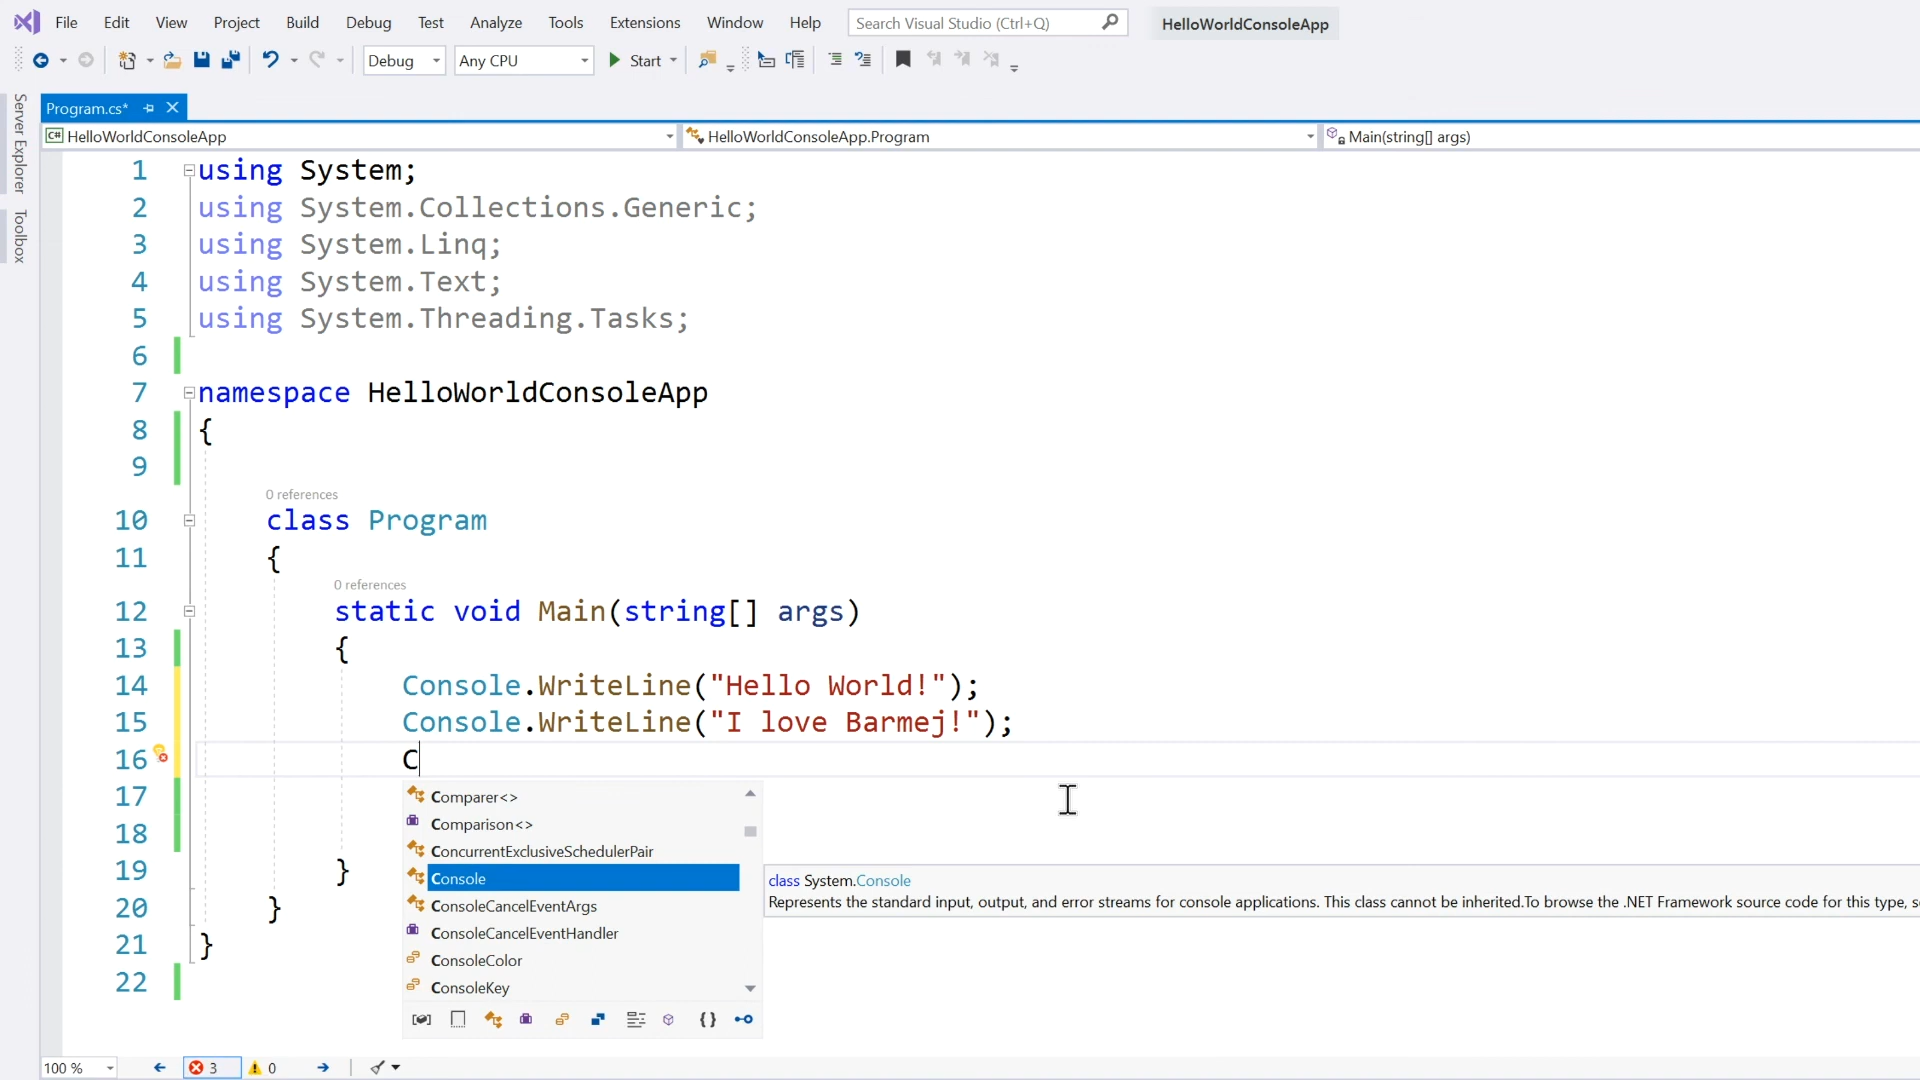 File Edit View Project Build Debug Test Analyze Tools Extensions Window Help Search Visual Studio (Ctrl+Q) HelloWorldConsoleApp
Debug Any CPU Start
Server Explorer
Toolbox
Program.cs*
C# HelloWorldConsoleApp HelloWorldConsoleApp.Program Main(string[] args)
1 using System;
2 using System.Collections.Generic;
3 using System.Linq;
4 using System.Text;
5 using System.Threading.Tasks;
6
7 namespace HelloWorldConsoleApp
8 {
9
0 references
10 class Program
11 {
0 references
12 static void Main(string[] args)
13 {
14 Console.WriteLine("Hello World!");
15 Console.WriteLine("I love Barmej!");
16 C
17
18
19 }
20 }
21 }
22
Comparer<>
Comparison<>
ConcurrentExclusiveSchedulerPair
Console
ConsoleCancelEventArgs
ConsoleCancelEventHandler
ConsoleColor
ConsoleKey
class System.Console
Represents the standard input, output, and error streams for console applications. This class cannot be inherited.To browse the .NET Framework source code for this type, s
100 % 3 0